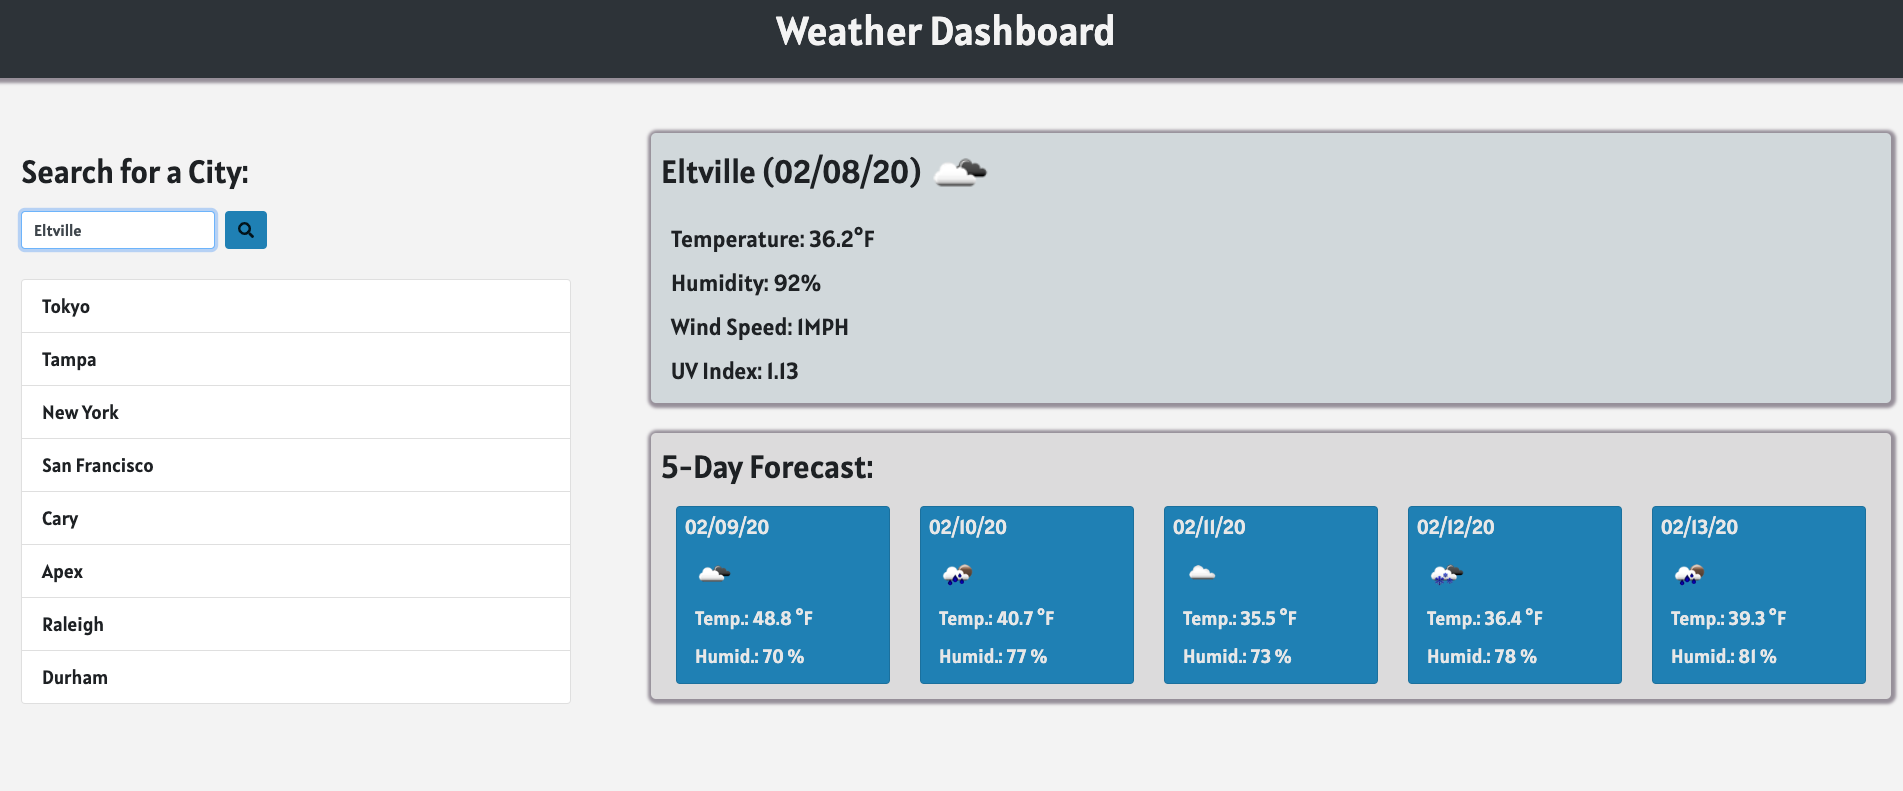 Weather Dashboard
Search for a City:
Eltville
Tokyo
Tampa
New York
San Francisco
Cary
Apex
Raleigh
Durham
Eltville (02/08/20)
Temperature: 36.2°F
Humidity: 92%
Wind Speed: 1MPH
UV Index: 1.13
5-Day Forecast:
02/09/20
Temp.: 48.8 °F
Humid.: 70 %
02/10/20
Temp.: 40.7 °F
Humid.: 77 %
02/11/20
Temp.: 35.5 °F
Humid.: 73 %
02/12/20
Temp.: 36.4 °F
Humid.: 78 %
02/13/20
Temp.: 39.3 °F
Humid.: 81 %